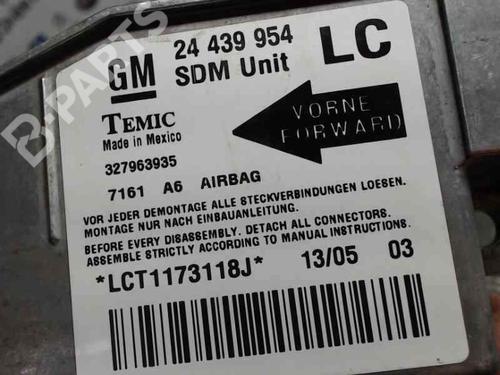 GM
24 439 954
LC
SDM Unit
TEMIC
Made in Mexico
VORNE
FORWARD
327963935
7161 A6 AIRBAG
VOR JEDER DEMONTAGE ALLE STECKVERBINDUNGEN LOESEN.
MONTAGE NUR NACH EINBAUANLEITUNG.
BEFORE EVERY DISASSEMBLY. DETACH ALL CONNECTORS.
ASSEMBLE STRICTLY ACCORDING TO MANUAL INSTRUCTIONS.
*LCT1173118J* 13/05 03
B-PARTS